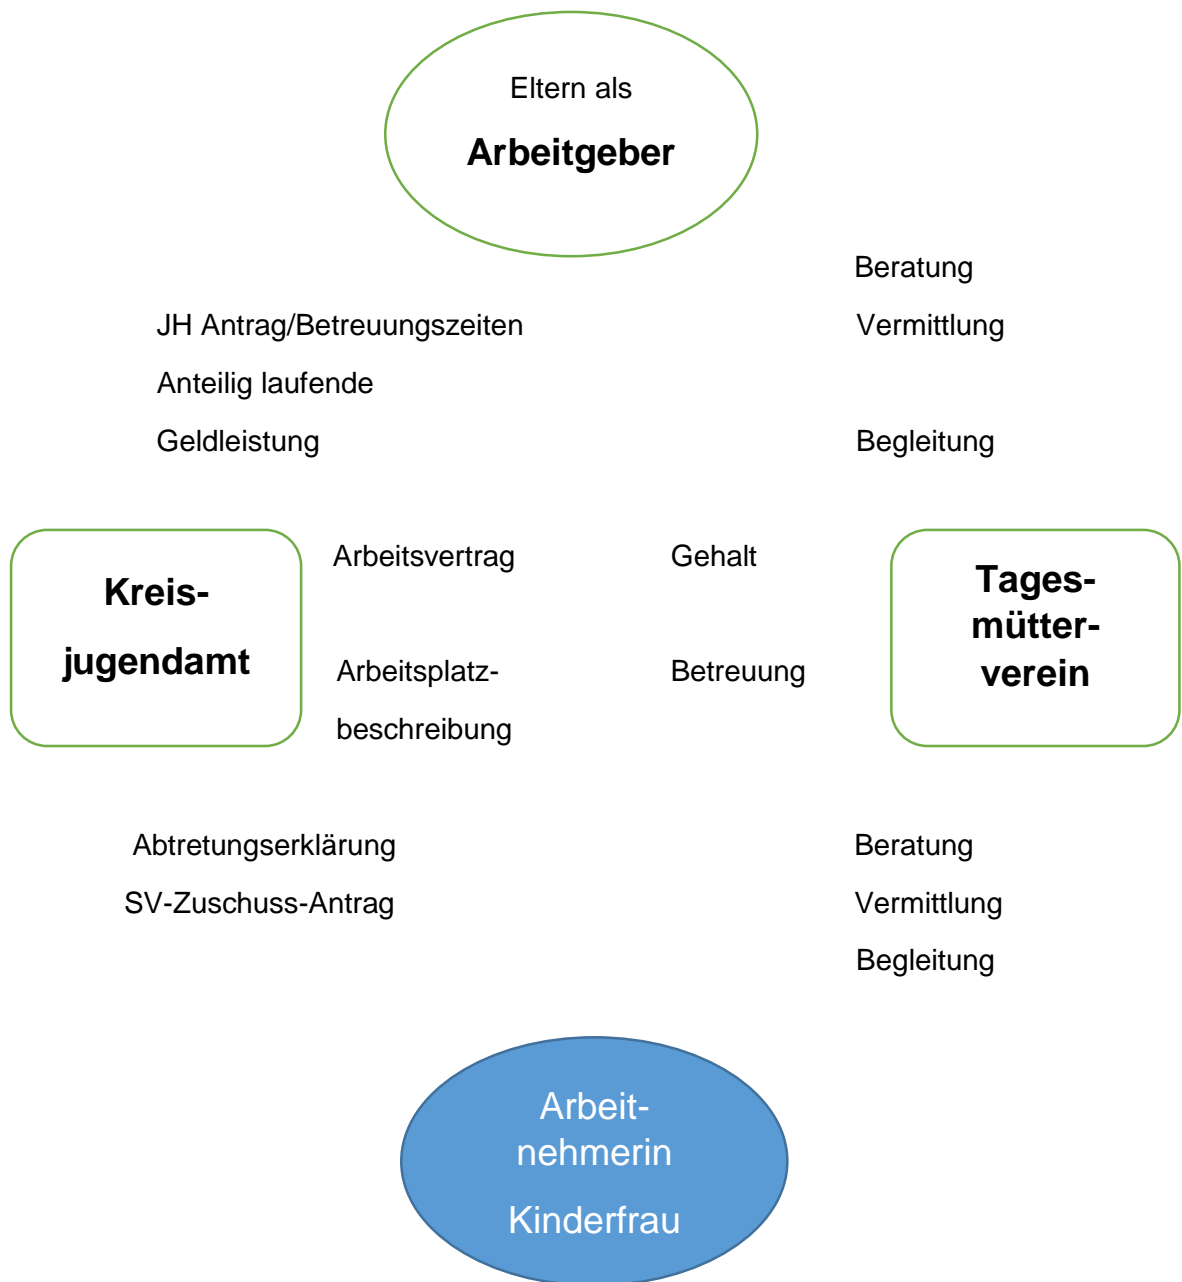 Eltern als
Arbeitgeber
Beratung
JH Antrag/Betreuungszeiten
Vermittlung
Anteilig laufende
Geldleistung
Begleitung
Kreis-
jugendamt
Arbeitsvertrag
Gehalt
Arbeitsplatz-
beschreibung
Betreuung
Tages-
mütter-
verein
Abtretungserklärung
Beratung
SV-Zuschuss-Antrag
Vermittlung
Begleitung
Arbeit-
nehmerin
Kinderfrau